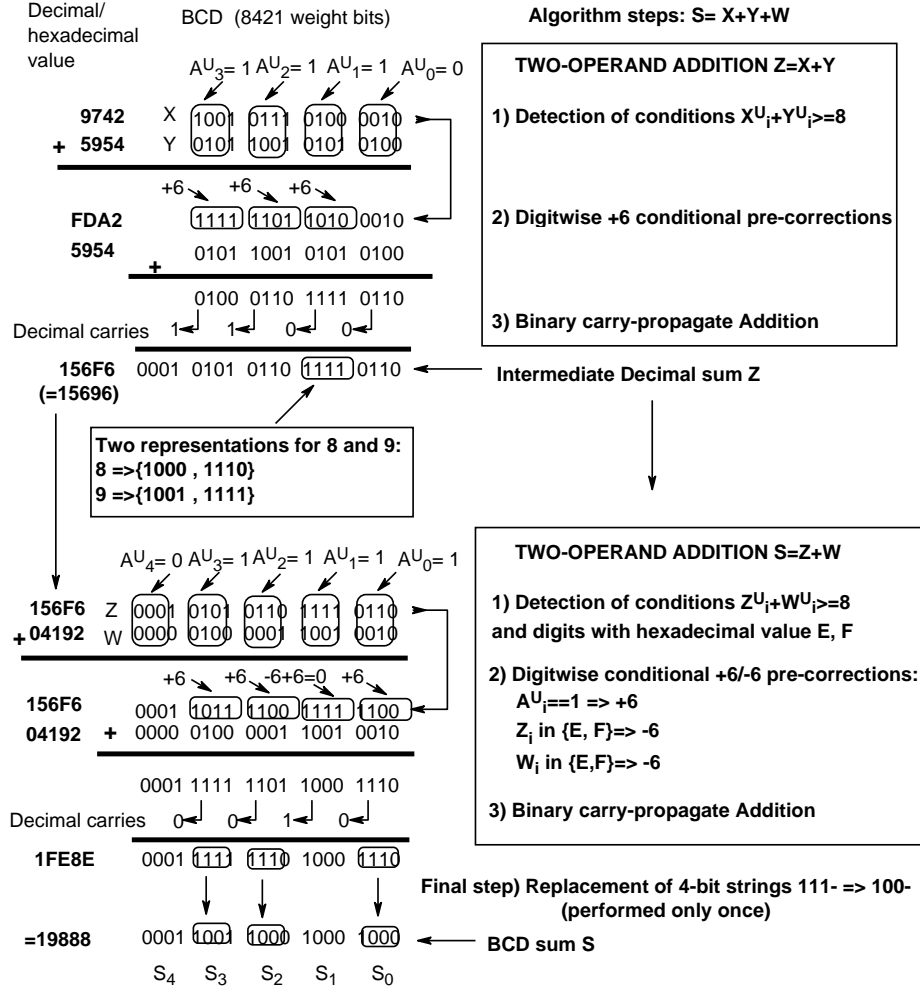 Decimal/
hexadecimal
value
BCD (8421 weight bits)
Algorithm steps: S= X+Y+W
A^U_3= 1 A^U_2= 1 A^U_1= 1 A^U_0= 0
9742 X 1001 0111 0100 0010
+ 5954 Y 0101 1001 0101 0100
+6 +6 +6
FDA2 1111 1101 1010 0010
5954 + 0101 1001 0101 0100
0100 0110 1111 0110
Decimal carries 1 1 0 0
156F6 0001 0101 0110 1111 0110
(=15696)
Intermediate Decimal sum Z
TWO-OPERAND ADDITION Z=X+Y
1) Detection of conditions X^U_i+Y^U_i>=8
2) Digitwise +6 conditional pre-corrections
3) Binary carry-propagate Addition
Two representations for 8 and 9:
8 =>{1000 , 1110}
9 =>{1001 , 1111}
A^U_4= 0 A^U_3= 1 A^U_2= 1 A^U_1= 1 A^U_0= 1
156F6 Z 0001 0101 0110 1111 0110
+ 04192 W 0000 0100 0001 1001 0010
+6 +6 -6+6=0 +6
156F6 0001 1011 1100 1111 1100
04192 + 0000 0100 0001 1001 0010
0001 1111 1101 1000 1110
Decimal carries 0 0 1 0
1FE8E 0001 1111 1110 1000 1110
TWO-OPERAND ADDITION S=Z+W
1) Detection of conditions Z^U_i+W^U_i>=8
and digits with hexadecimal value E, F
2) Digitwise conditional +6/-6 pre-corrections:
A^U_i==1 => +6
Z_i in {E, F}=> -6
W_i in {E,F}=> -6
3) Binary carry-propagate Addition
Final step) Replacement of 4-bit strings 111- => 100-
(performed only once)
=19888 0001 1001 1000 1000 1000
BCD sum S
S_4 S_3 S_2 S_1 S_0